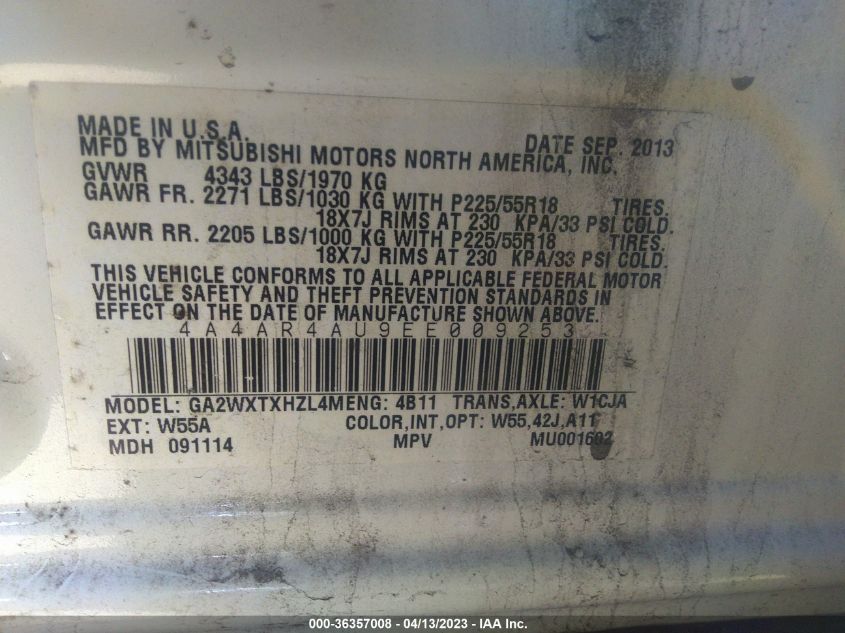 MADE IN U.S.A. DATE SEP. 2013
MFD BY MITSUBISHI MOTORS NORTH AMERICA, INC.
GVWR 4343 LBS/1970 KG
GAWR FR. 2271 LBS/1030 KG WITH P225/55R18 TIRES.
18X7J RIMS AT 230 KPA/33 PSI COLD.
GAWR RR. 2205 LBS/1000 KG WITH P225/55R18 TIRES.
18X7J RIMS AT 230 KPA/33 PSI COLD.
THIS VEHICLE CONFORMS TO ALL APPLICABLE FEDERAL MOTOR
VEHICLE SAFETY AND THEFT PREVENTION STANDARDS IN
EFFECT ON THE DATE OF MANUFACTURE SHOWN ABOVE.
4A4AR4AU9EE009253
MODEL: GA2WXTXHZL4MENG: 4B11 TRANS,AXLE: W1CJA
EXT: W55A COLOR,INT,OPT: W55,42J,A11
MDH 091114 MPV MU001602
000-36357008 - 04/13/2023 - IAA Inc.